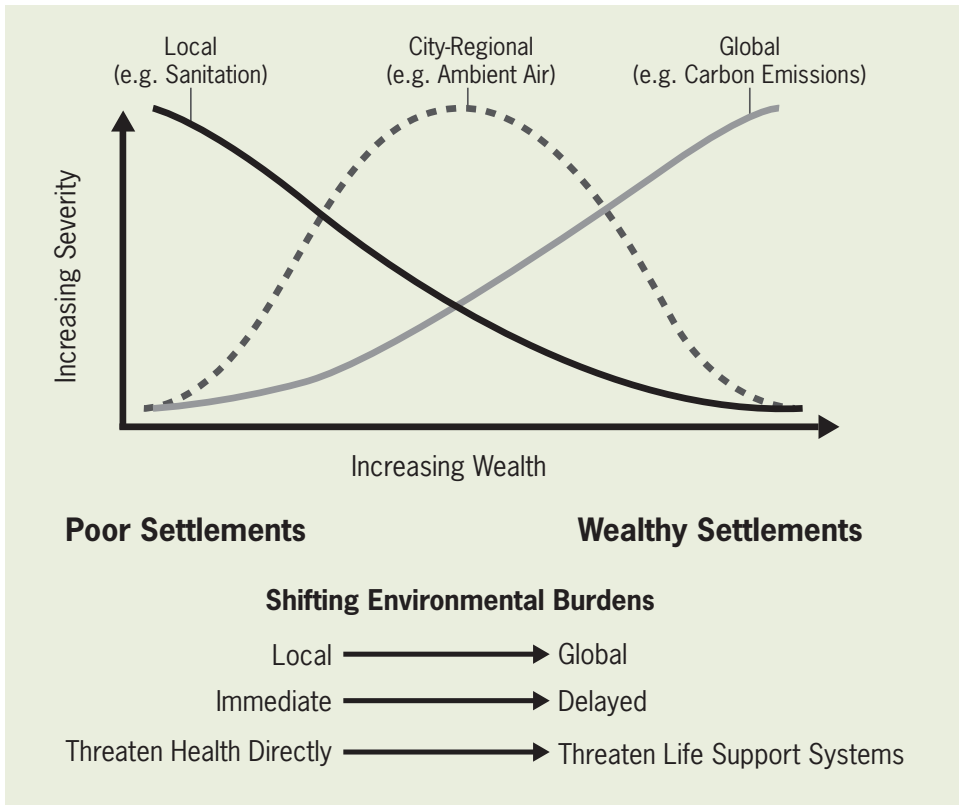 Local
(e.g. Sanitation)
City-Regional
(e.g. Ambient Air)
Global
(e.g. Carbon Emissions)
Increasing Severity
Increasing Wealth
Poor Settlements
Wealthy Settlements
Shifting Environmental Burdens
Local Global
Immediate Delayed
Threaten Health Directly Threaten Life Support Systems